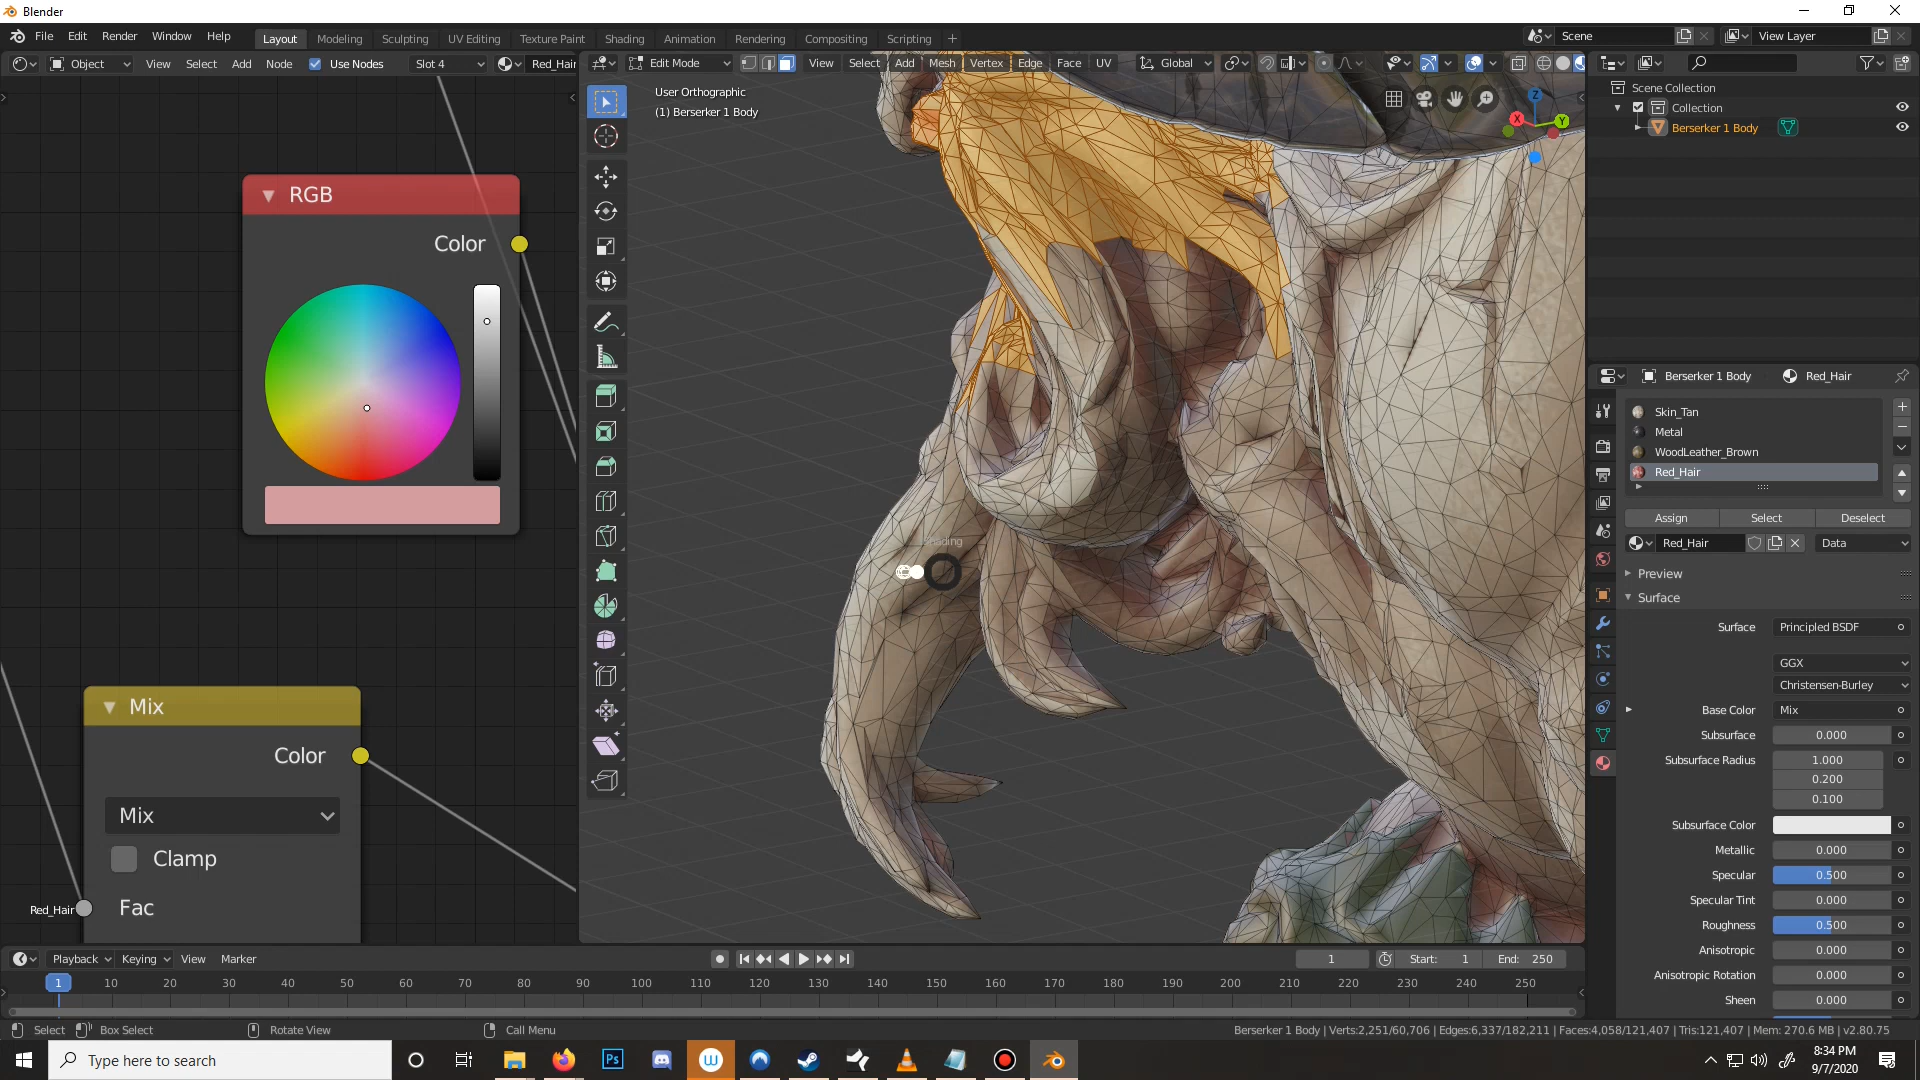 Blender
File Edit Render Window Help
Layout Modeling Sculpting UV Editing Texture Paint Shading Animation Rendering Compositing Scripting
Scene
View Layer
Object View Select Add Node Use Nodes Slot 4 Red_Hair
Edit Mode View Select Add Mesh Vertex Edge Face UV Global
User Orthographic
(1) Berserker 1 Body
Z
X
Y
Scene Collection
Collection
Berserker 1 Body
RGB
Color
Mix
Color
Mix
Clamp
Fac
Red_Hair
Berserker 1 Body Red_Hair
Skin_Tan
Metal
WoodLeather_Brown
Red_Hair
Assign Select Deselect
Red_Hair Data
Preview
Surface
Surface Principled BSDF
GGX
Christensen-Burley
Base Color Mix
Subsurface 0.000
Subsurface Radius 1.000
0.200
0.100
Subsurface Color
Metallic 0.000
Specular 0.500
Specular Tint 0.000
Roughness 0.500
Anisotropic 0.000
Anisotropic Rotation 0.000
Sheen 0.000
Playback Keying View Marker
1 Start: 1 End: 250
1 10 20 30 40 50 60 70 80 90 100 110 120 130 140 150 160 170 180 190 200 210 220 230 240 250
Select Box Select Rotate View Call Menu
Berserker 1 Body | Verts:2,251/60,706 | Edges:6,337/182,211 | Faces:4,058/121,407 | Tris:121,407 | Mem: 270.6 MB | v2.80.75
Type here to search
Ps
W
8:34 PM
9/7/2020